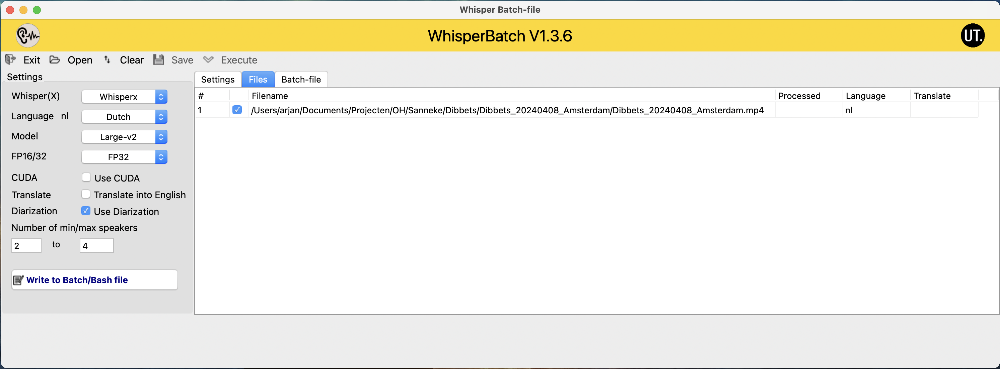 Whisper Batch-file
WhisperBatch V1.3.6
UT.
Exit Open Clear Save Execute
Settings
Whisper(X) Whisperx
Language nl Dutch
Model Large-v2
FP16/32 FP32
CUDA Use CUDA
Translate Translate into English
Diarization Use Diarization
Number of min/max speakers
2 to 4
Write to Batch/Bash file
Settings Files Batch-file
# Filename Processed Language Translate
1 /Users/arjan/Documents/Projecten/OH/Sanneke/Dibbets/Dibbets_20240408_Amsterdam/Dibbets_20240408_Amsterdam.mp4 nl